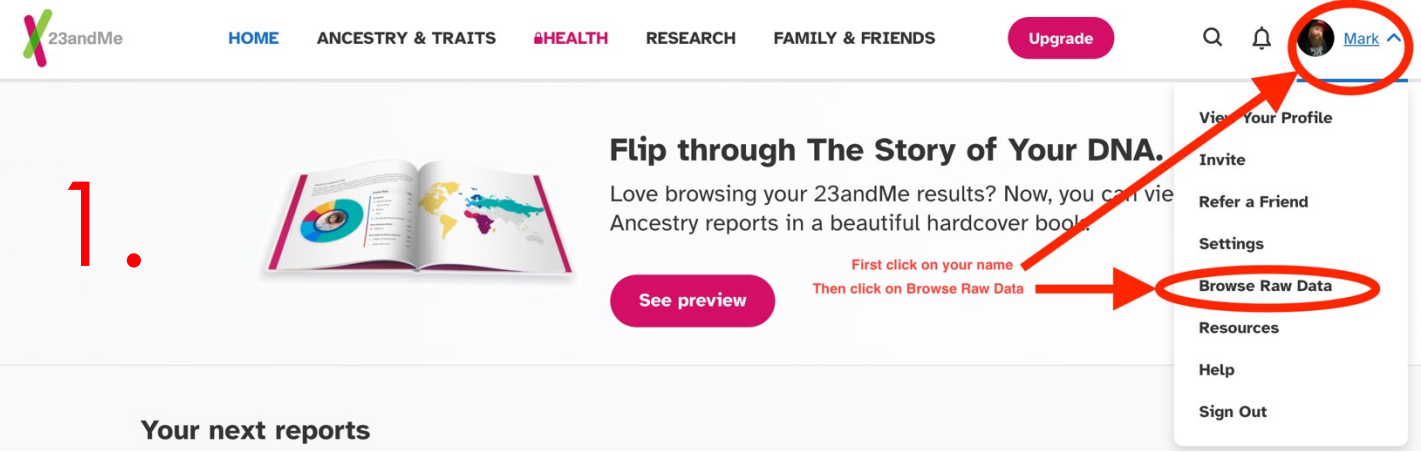 23andMe
HOME ANCESTRY & TRAITS HEALTH RESEARCH FAMILY & FRIENDS Upgrade Mark
Flip through The Story of Your DNA.
Love browsing your 23andMe results? Now, you can vie
Ancestry reports in a beautiful hardcover book.
1.
First click on your name
Then click on Browse Raw Data
See preview
View Your Profile
Invite
Refer a Friend
Settings
Browse Raw Data
Resources
Help
Sign Out
Your next reports